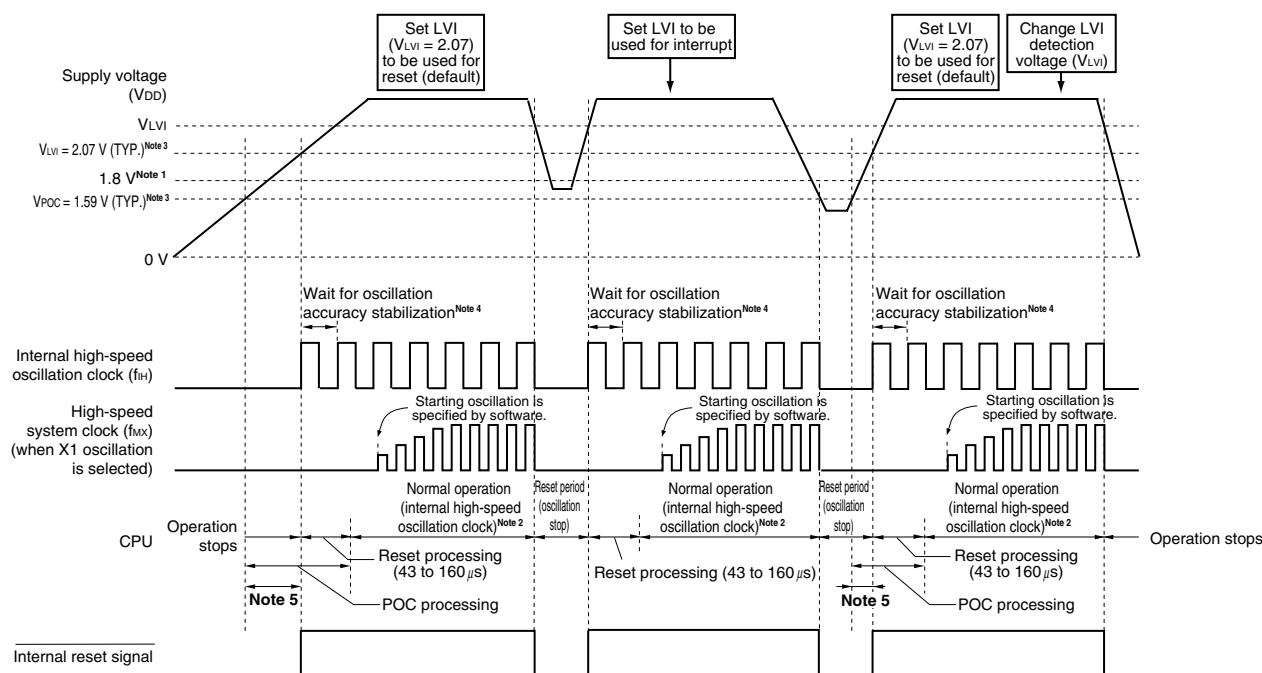 Set LVI
(VLVI = 2.07)
to be used for
reset (default)
Set LVI to be
used for interrupt
Set LVI
(VLVI = 2.07)
to be used for
reset (default)
Change LVI
detection
voltage (VLVI)
Supply voltage
(VDD)
VLVI
VLVI = 2.07 V (TYP.)Note 3
1.8 VNote 1
VPOC = 1.59 V (TYP.)Note 3
0 V
Wait for oscillation
accuracy stabilizationNote 4
Wait for oscillation
accuracy stabilizationNote 4
Wait for oscillation
accuracy stabilizationNote 4
Internal high-speed
oscillation clock (fIH)
Starting oscillation is
specified by software.
Starting oscillation is
specified by software.
Starting oscillation is
specified by software.
High-speed
system clock (fMX)
(when X1 oscillation
is selected)
Normal operation
(internal high-speed
oscillation clock)Note 2
Reset period
(oscillation
stop)
Normal operation
(internal high-speed
oscillation clock)Note 2
Reset period
(oscillation
stop)
Normal operation
(internal high-speed
oscillation clock)Note 2
CPU
Operation
stops
Operation stops
Reset processing
(43 to 160 μs)
Reset processing (43 to 160 μs)
Reset processing
(43 to 160 μs)
Note 5
POC processing
Note 5
POC processing
Internal reset signal